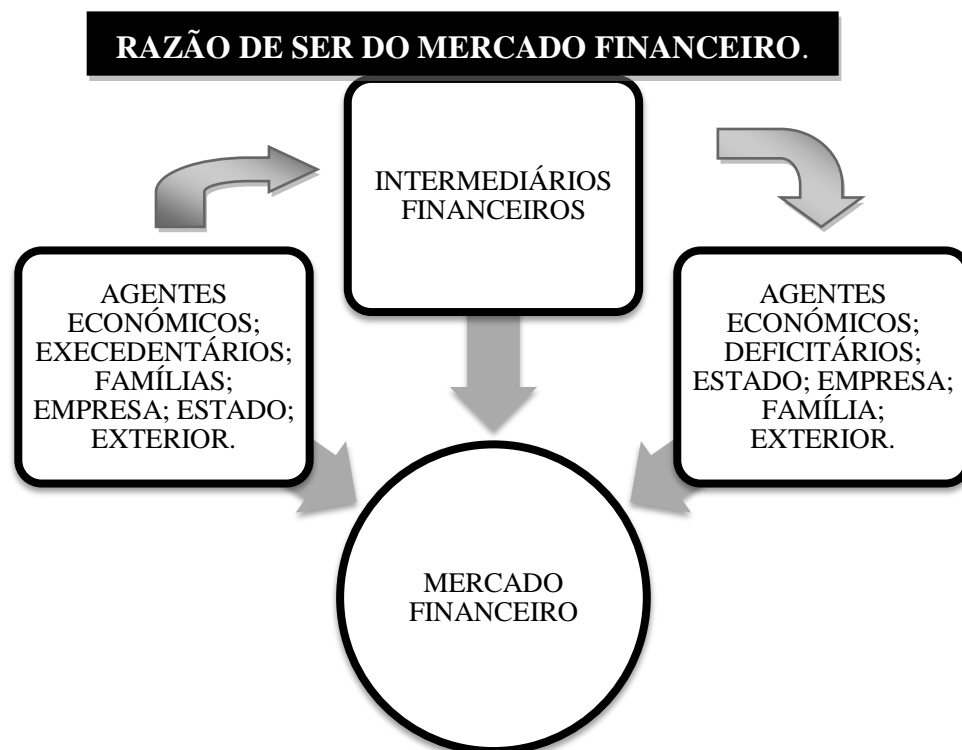 RAZÃO DE SER DO MERCADO FINANCEIRO.
INTERMEDIÁRIOS
FINANCEIROS
AGENTES
ECONÓMICOS;
EXECEDENTÁRIOS;
FAMÍLIAS;
EMPRESA; ESTADO;
EXTERIOR.
AGENTES
ECONÓMICOS;
DEFICITÁRIOS;
ESTADO; EMPRESA;
FAMÍLIA;
EXTERIOR.
MERCADO
FINANCEIRO